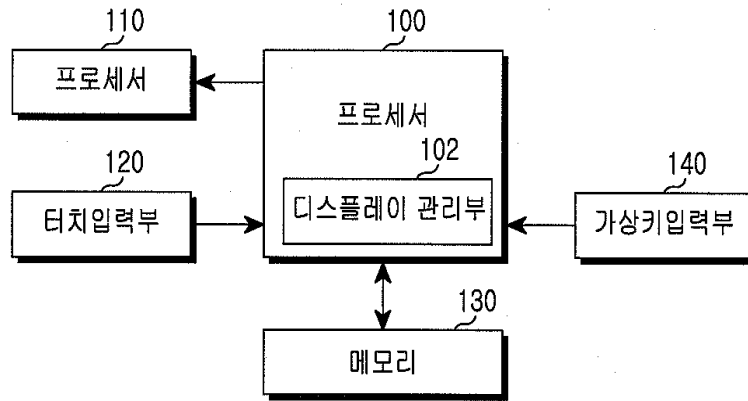 110
프로세서
100
프로세서
102
디스플레이 관리부
120
터치입력부
140
가상키입력부
130
메모리